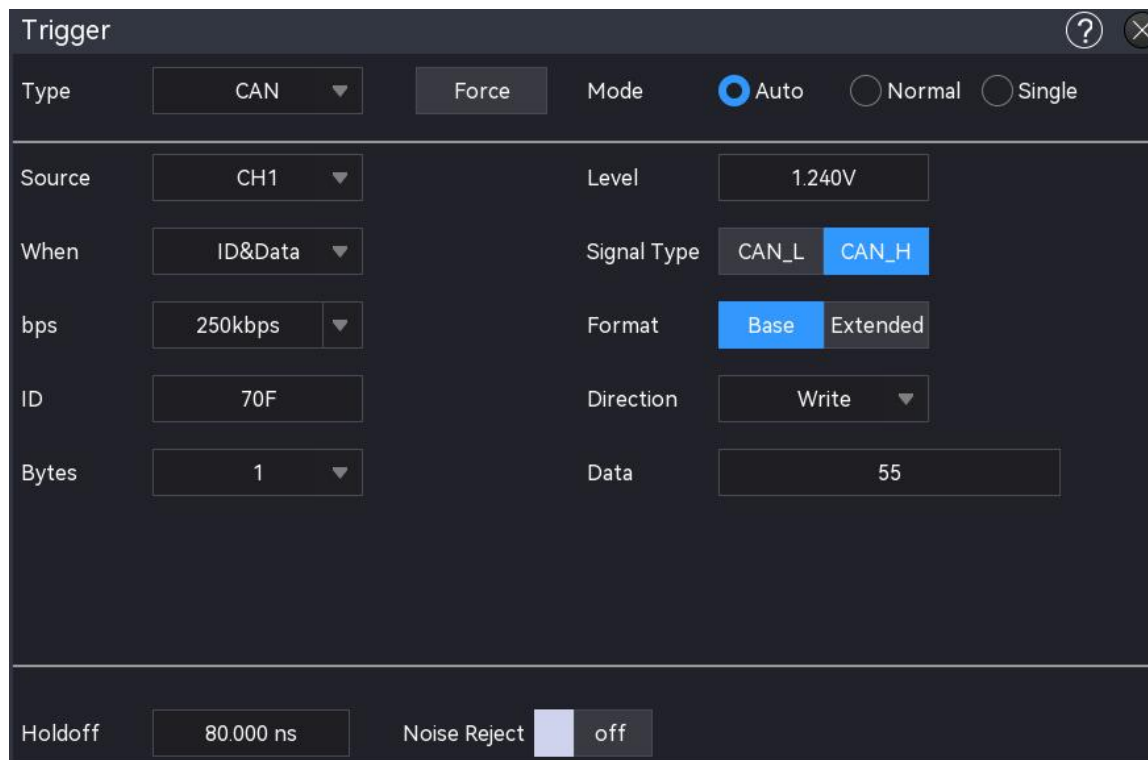 Trigger ?
Type CAN Force Mode Auto Normal Single
Source CH1 Level 1.240V
When ID&Data Signal Type CAN_L CAN_H
bps 250kbps Format Base Extended
ID 70F Direction Write
Bytes 1 Data 55
Holdoff 80.000 ns Noise Reject off